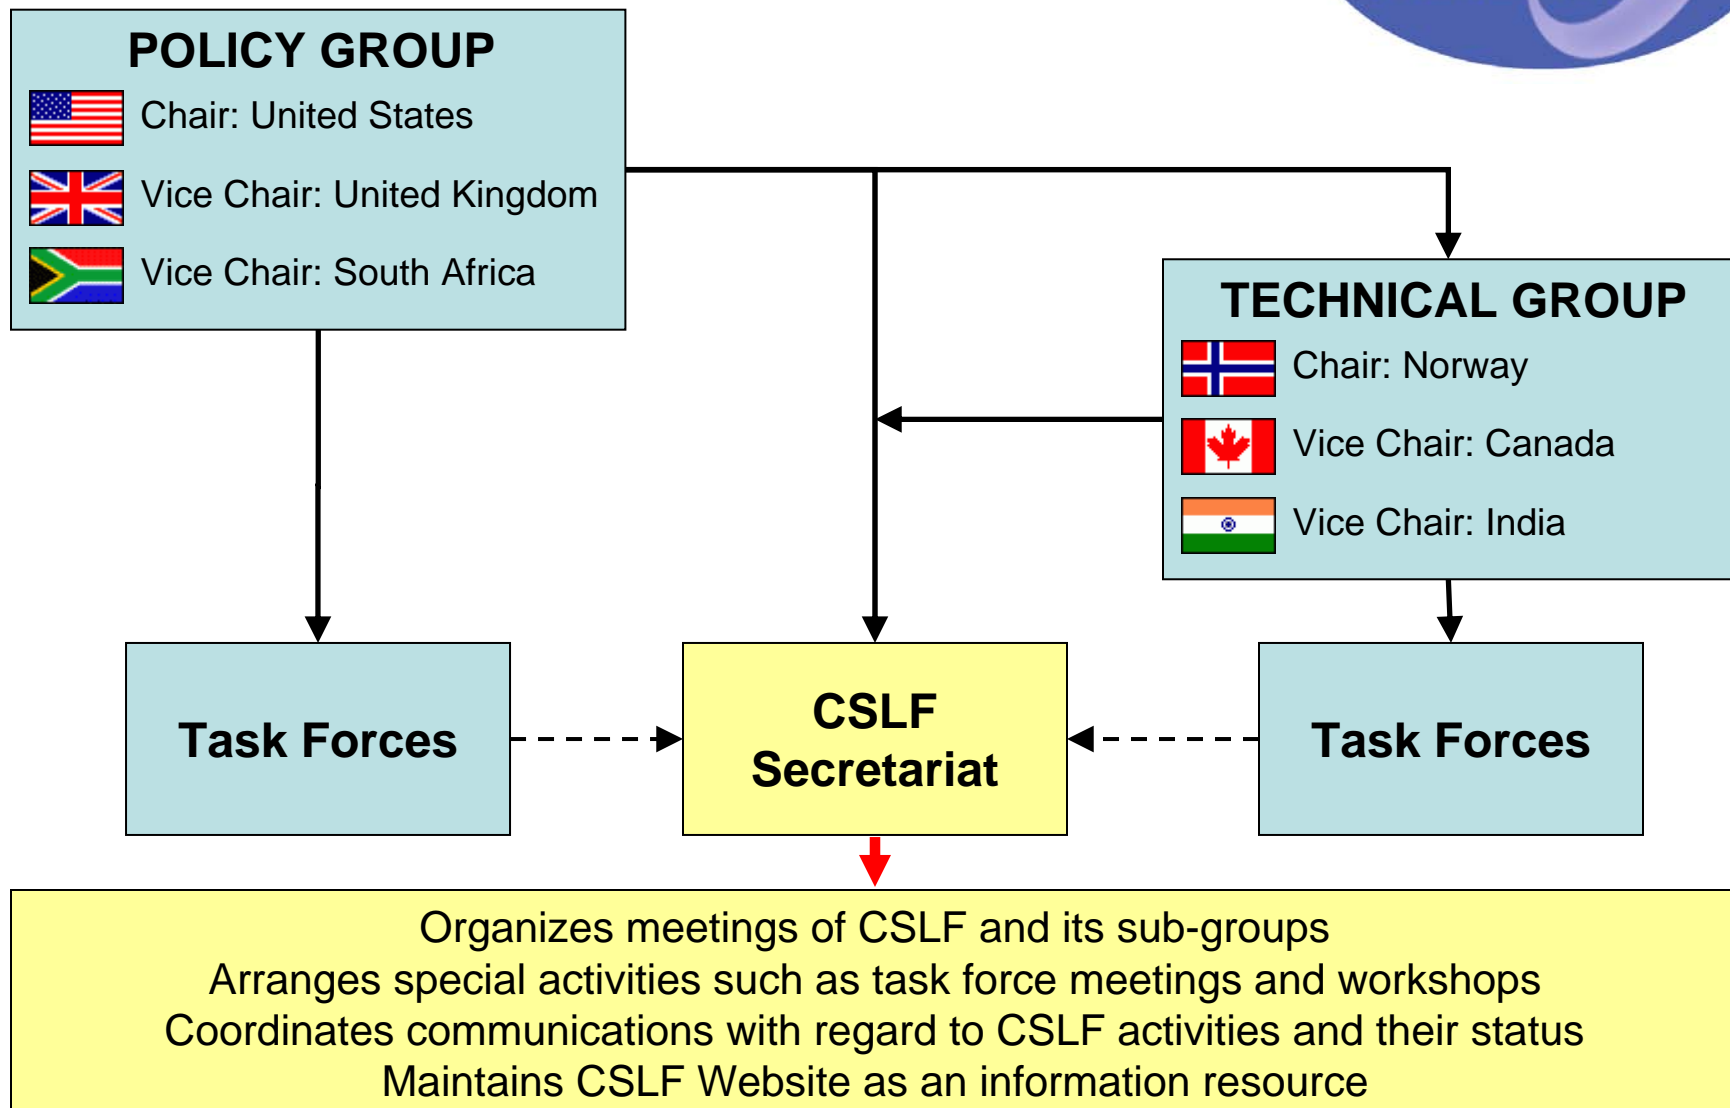 POLICY GROUP
Chair: United States
Vice Chair: United Kingdom
Vice Chair: South Africa
TECHNICAL GROUP
Chair: Norway
Vice Chair: Canada
Vice Chair: India
Task Forces
CSLF
Secretariat
Task Forces
Organizes meetings of CSLF and its sub-groups
Arranges special activities such as task force meetings and workshops
Coordinates communications with regard to CSLF activities and their status
Maintains CSLF Website as an information resource